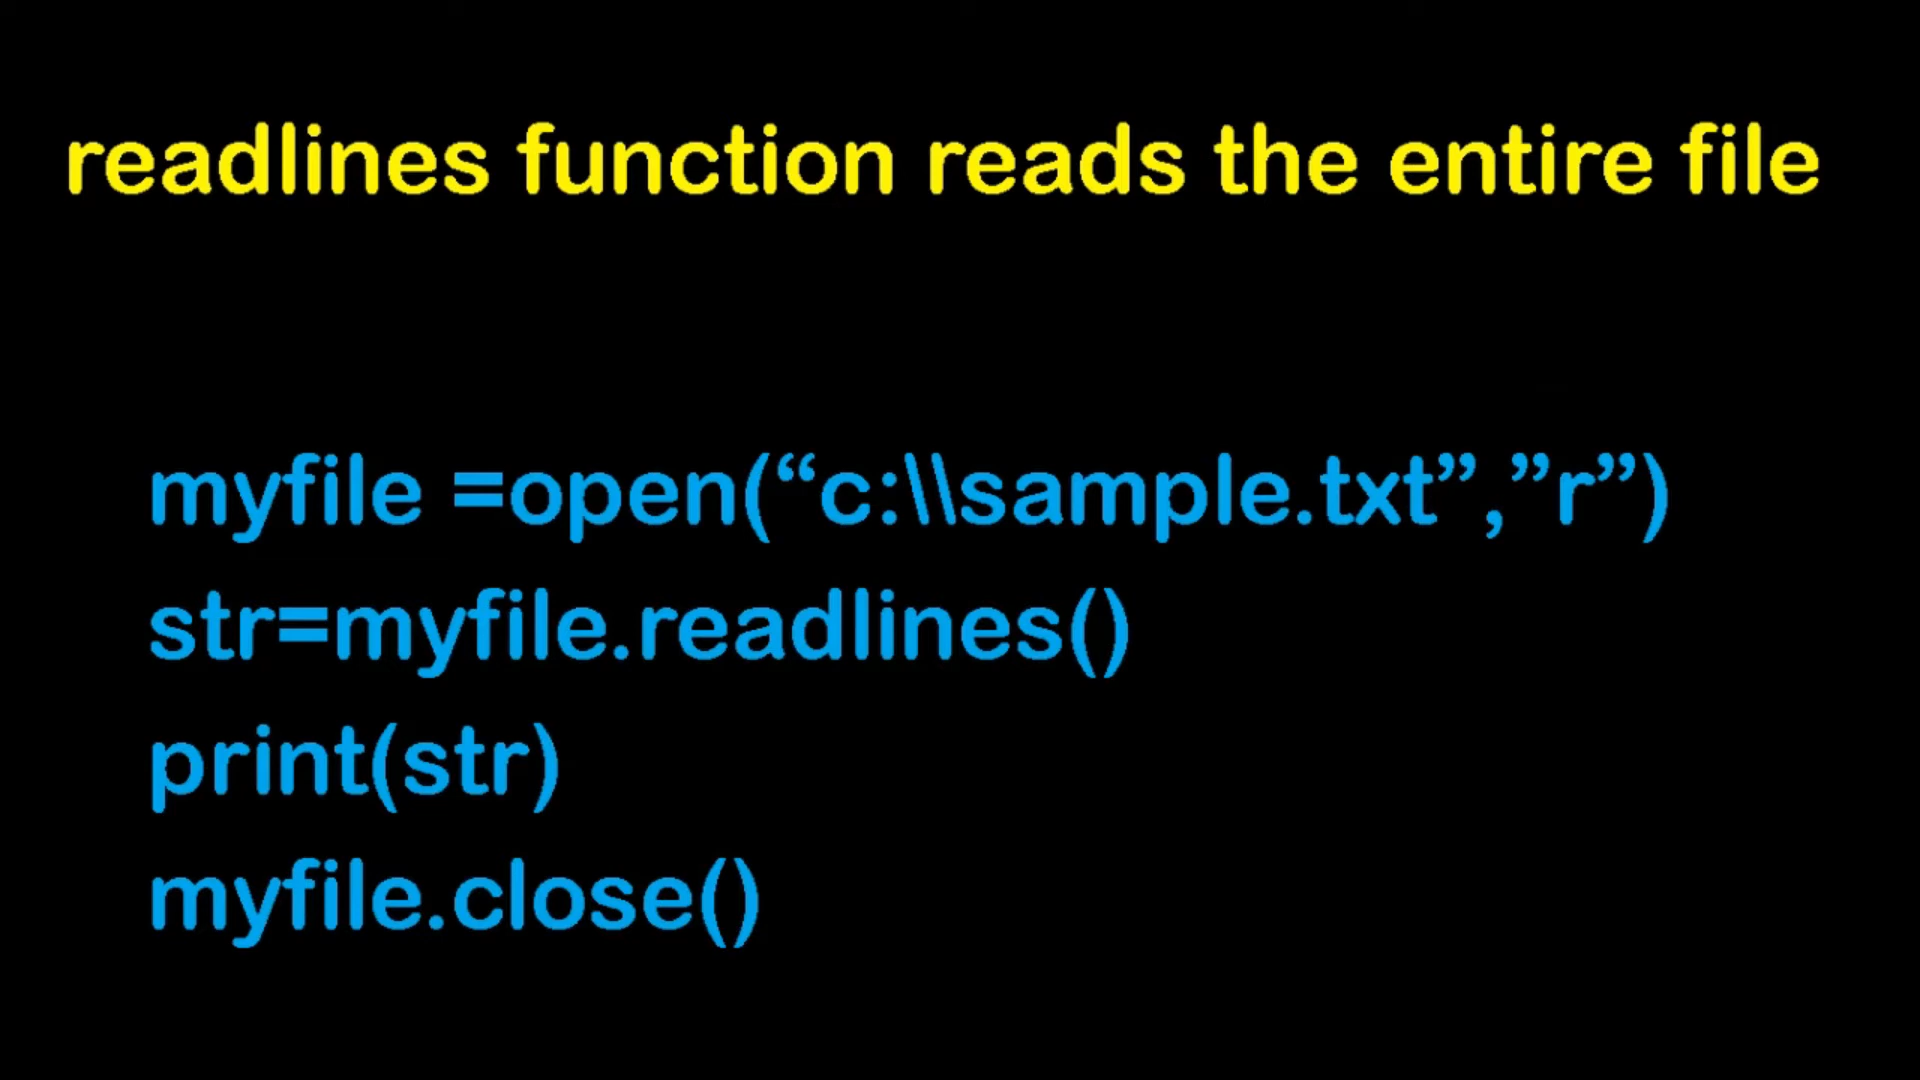 readlines function reads the entire file
myfile =open(“c:\\sample.txt”,”r”)
str=myfile.readlines()
print(str)
myfile.close()